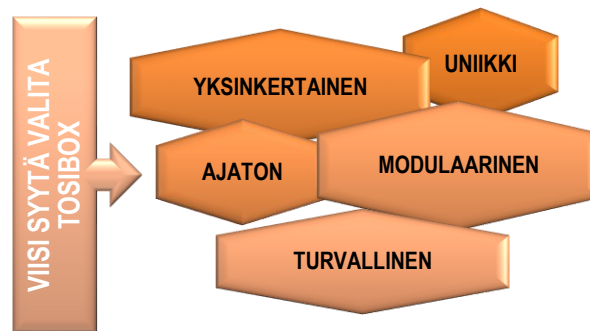 VIISI SYYTÄ VALITA
TOSIBOX
UNIIKKI
YKSINKERTAINEN
AJATON
MODULAARINEN
TURVALLINEN